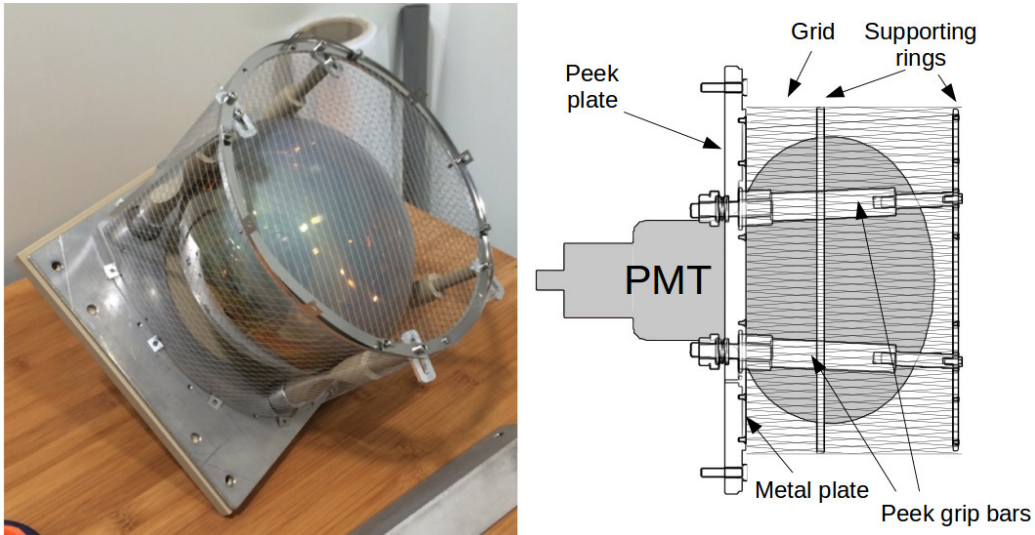 Grid
Supporting
rings
Peek
plate
PMT
Metal plate
Peek grip bars